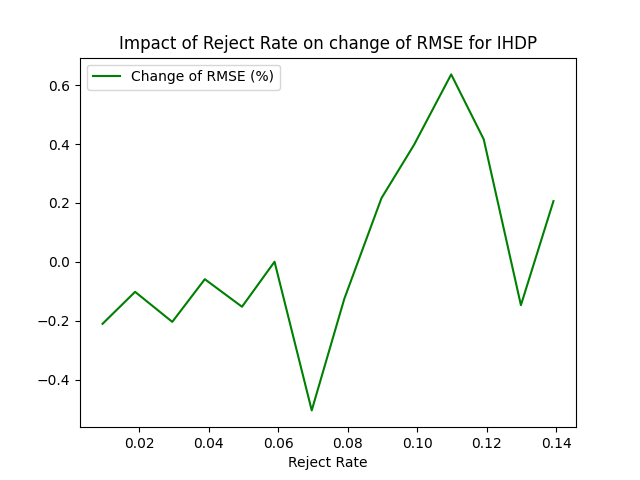 Impact of Reject Rate on change of RMSE for IHDP
Change of RMSE (%)
0.6
0.4
0.2
0.0
−0.2
−0.4
0.02 0.04 0.06 0.08 0.10 0.12 0.14
Reject Rate